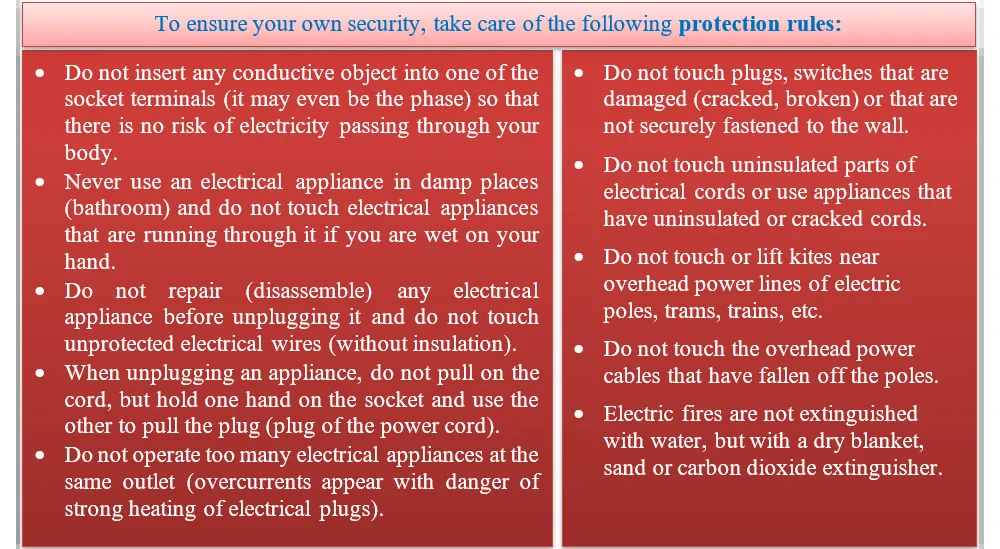 To ensure your own security, take care of the following protection rules:
• Do not insert any conductive object into one of the
socket terminals (it may even be the phase) so that
there is no risk of electricity passing through your
body.
• Never use an electrical appliance in damp places
(bathroom) and do not touch electrical appliances
that are running through it if you are wet on your
hand.
• Do not repair (disassemble) any electrical
appliance before unplugging it and do not touch
unprotected electrical wires (without insulation).
• When unplugging an appliance, do not pull on the
cord, but hold one hand on the socket and use the
other to pull the plug (plug of the power cord).
• Do not operate too many electrical appliances at the
same outlet (overcurrents appear with danger of
strong heating of electrical plugs).
• Do not touch plugs, switches that are
damaged (cracked, broken) or that are
not securely fastened to the wall.
• Do not touch uninsulated parts of
electrical cords or use appliances that
have uninsulated or cracked cords.
• Do not touch or lift kites near
overhead power lines of electric
poles, trams, trains, etc.
• Do not touch the overhead power
cables that have fallen off the poles.
• Electric fires are not extinguished
with water, but with a dry blanket,
sand or carbon dioxide extinguisher.